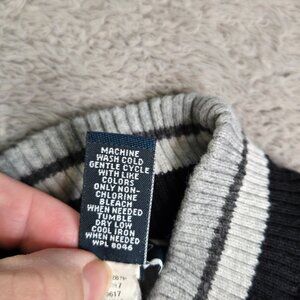 MACHINE
WASH COLD
GENTLE CYCLE
WITH LIKE
COLORS
ONLY NON-
CHLORINE
BLEACH
WHEN NEEDED
TUMBLE
DRY LOW
COOL IRON
WHEN NEEDED
WPL 8046